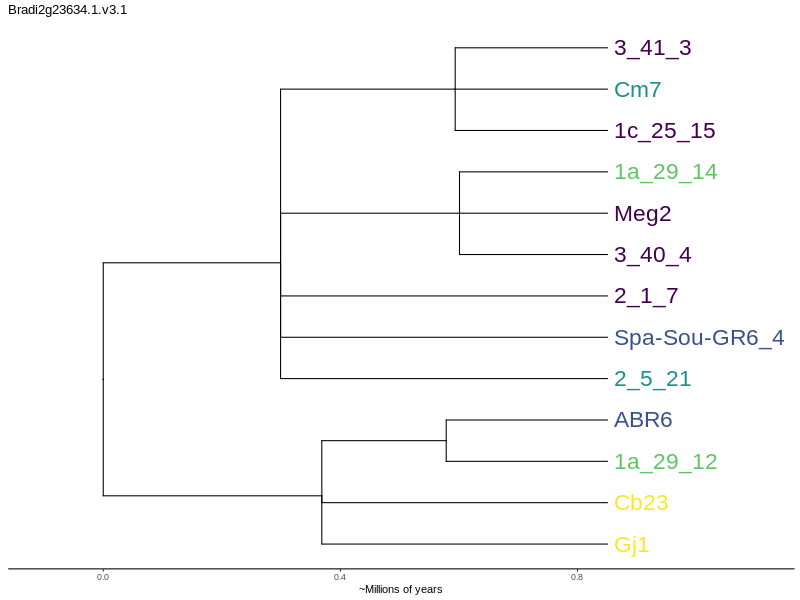 Bradi2g23634.1.v3.1
3_41_3
Cm7
1c_25_15
1a_29_14
Meg2
3_40_4
2_1_7
Spa-Sou-GR6_4
2_5_21
ABR6
1a_29_12
Cb23
Gj1
0.0 0.4 0.8
~Millions of years